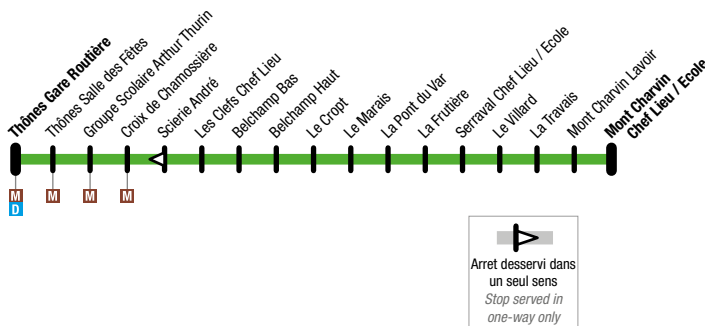 Thônes Gare Routière
Thônes Salle des Fêtes
Groupe Scolaire Arthur Thurin
Croix de Chamossière
Scierie André
Les Clefs Chef Lieu
Belchamp Bas
Belchamp Haut
Le Cropt
Le Marais
La Pont du Var
La Frutière
Serraval Chef Lieu / Ecole
Le Villard
La Travais
Mont Charvin Lavoir
Mont Charvin
Chef Lieu / Ecole
M
M
M
M
D
Arret desservi dans
un seul sens
Stop served in
one-way only